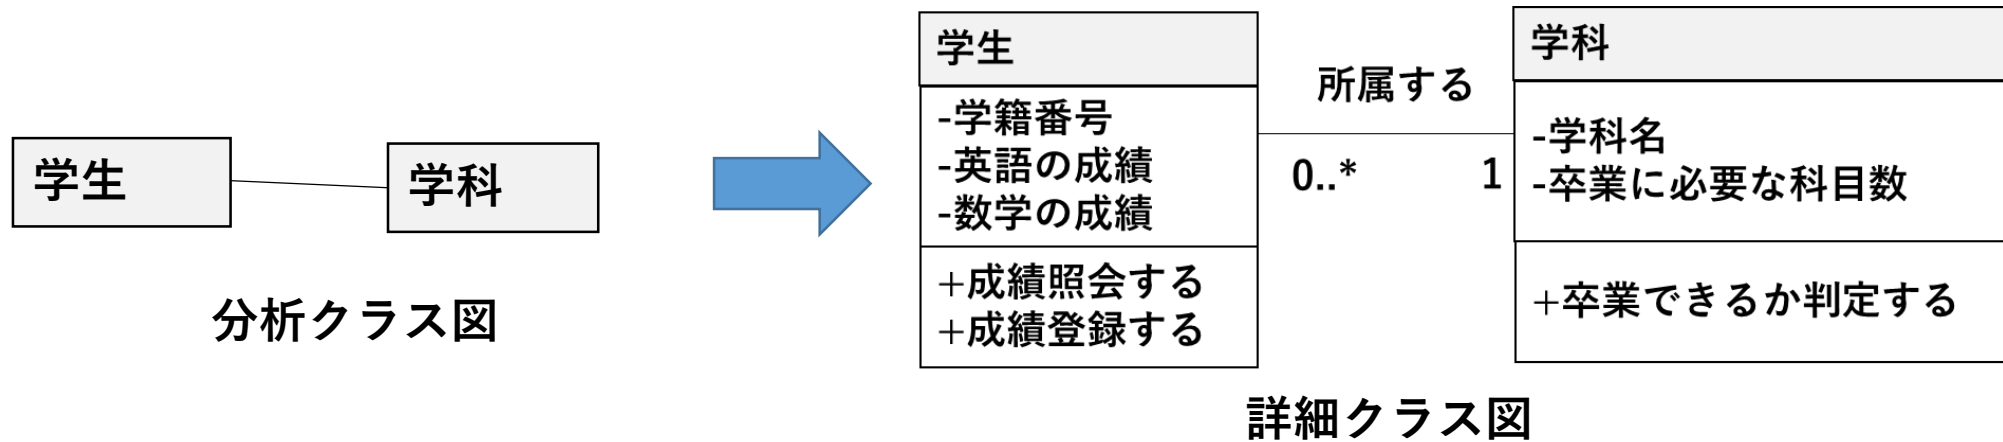 学生
学科
分析クラス図
学生
-学籍番号
-英語の成績
-数学の成績
+成績照会する
+成績登録する
所属する
0..*
1
学科
-学科名
-卒業に必要な科目数
+卒業できるか判定する
詳細クラス図